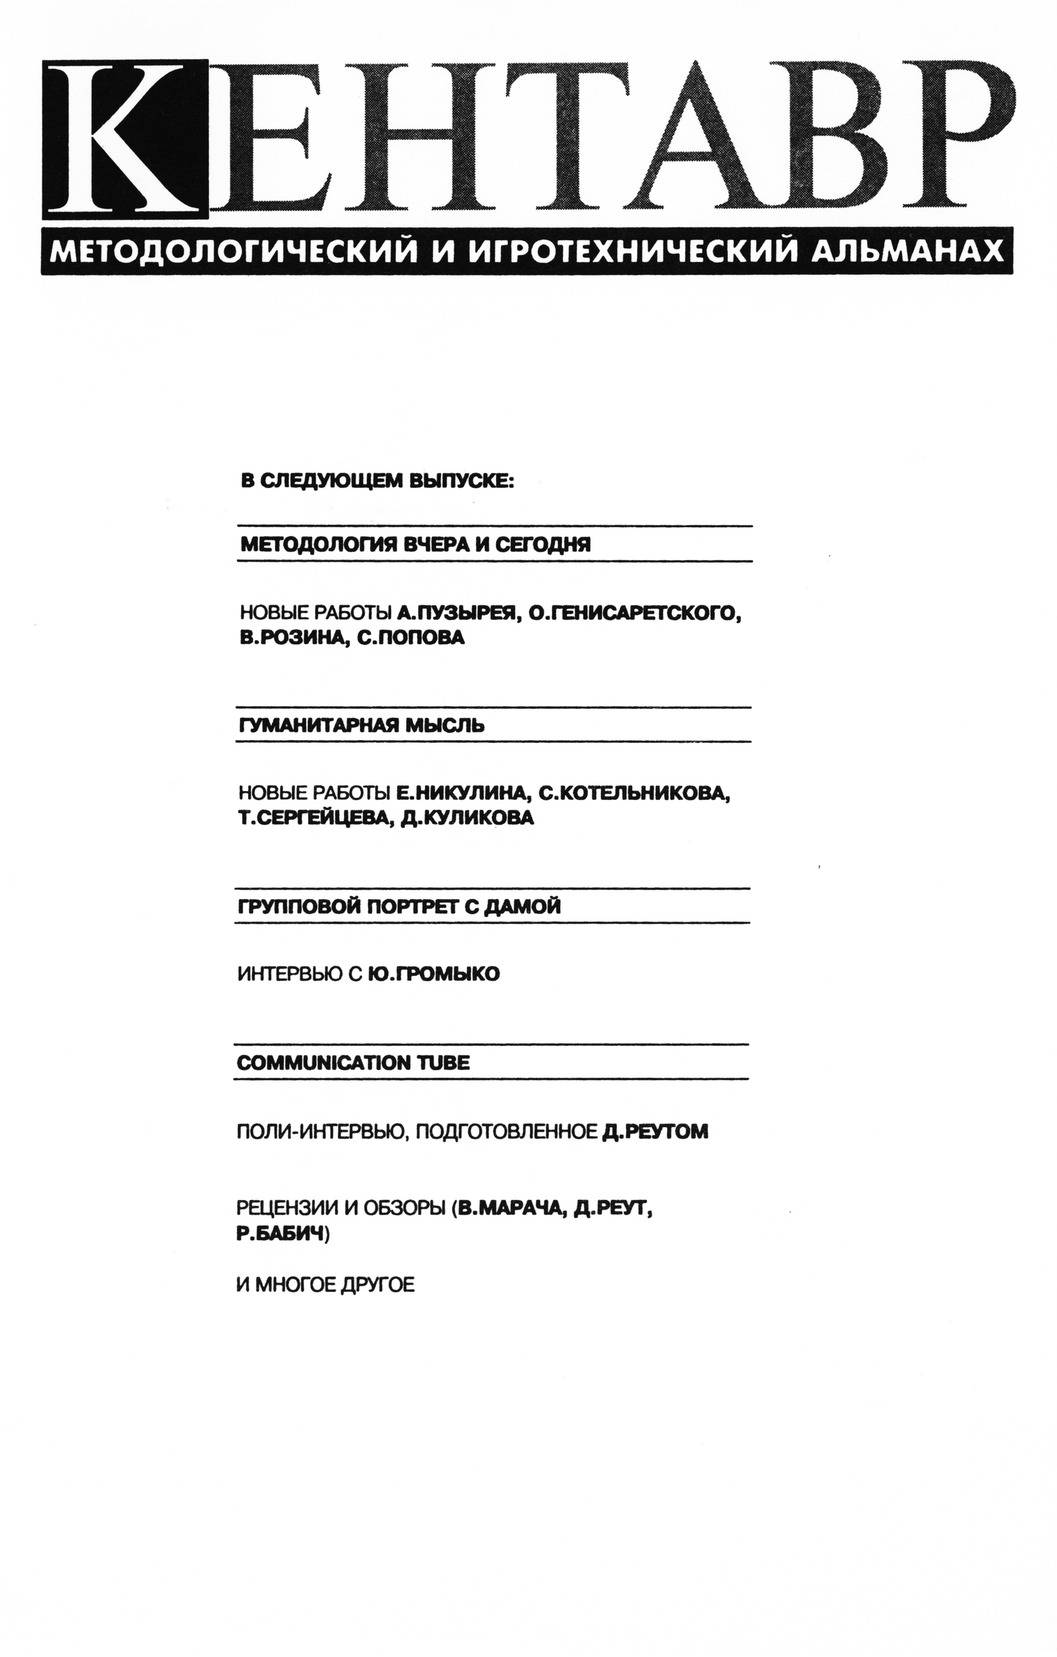 КЕНТАВР
МЕТОДОЛОГИЧЕСКИЙ И ИГРОТЕХНИЧЕСКИЙ АЛЬМАНАХ
В СЛЕДУЮЩЕМ ВЫПУСКЕ:
МЕТОДОЛОГИЯ ВЧЕРА И СЕГОДНЯ
НОВЫЕ РАБОТЫ А.ПУЗЫРЕЯ, О.ГЕНИСАРЕТСКОГО,
В.РОЗИНА, С.ПОПОВА
ГУМАНИТАРНАЯ МЫСЛЬ
НОВЫЕ РАБОТЫ Е.НИКУЛИНА, С.КОТЕЛЬНИКОВА,
Т.СЕРГЕЙЦЕВА, Д.КУЛИКОВА
ГРУППОВОЙ ПОРТРЕТ С ДАМОЙ
ИНТЕРВЬЮ С Ю.ГРОМЫКО
COMMUNICATION TUBE
ПОЛИ-ИНТЕРВЬЮ, ПОДГОТОВЛЕННОЕ Д.РЕУТОМ
РЕЦЕНЗИИ И ОБЗОРЫ (В.МАРАЧА, Д.РЕУТ,
Р.БАБИЧ)
И МНОГОЕ ДРУГОЕ